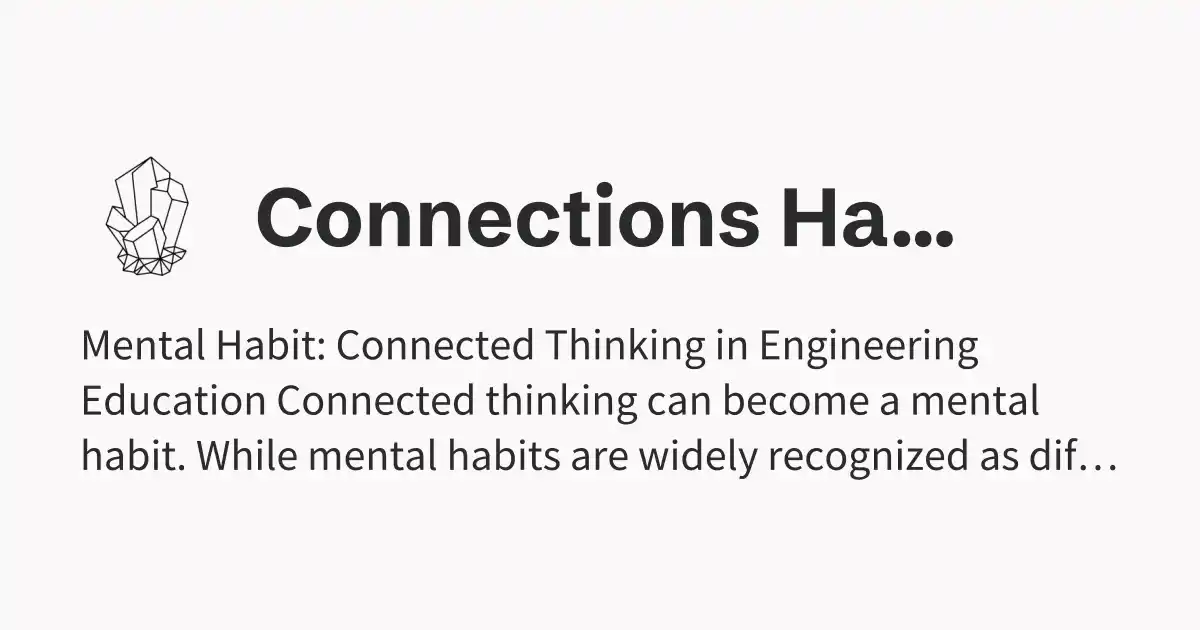 Connections Ha...
Mental Habit: Connected Thinking in Engineering
Education Connected thinking can become a mental
habit. While mental habits are widely recognized as dif…